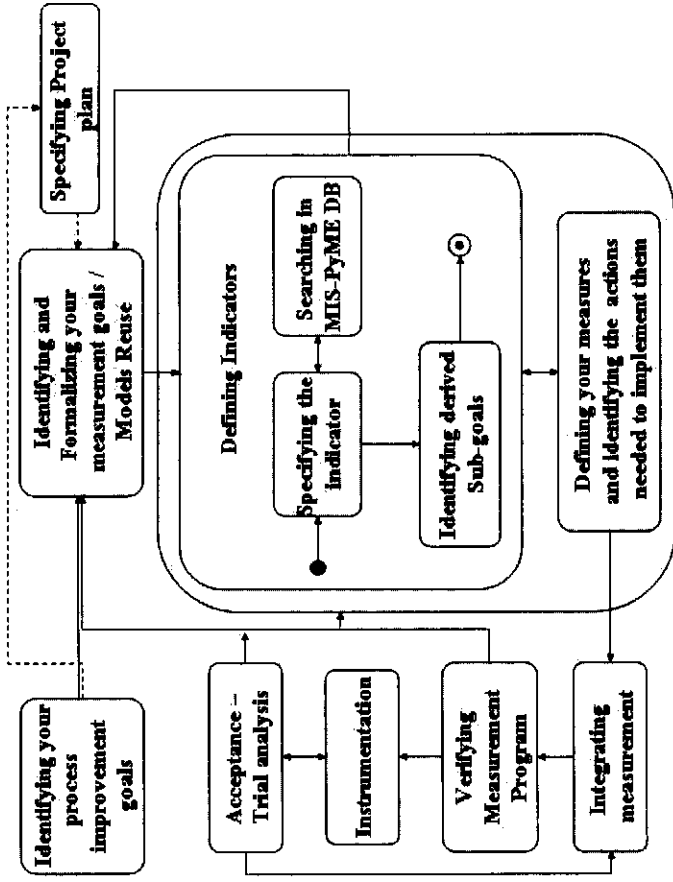 Identifying your
process
improvement
goals
Identifying and
Formalizing your
measurement goals /
Models Reuse
Specifying Project
plan
Defining Indicators
Specifying the
indicator
Searching in
MIS-PyME DB
Identifying derived
Sub-goals
Acceptance –
Trial analysis
Instrumentation
Verifying
Measurement
Program
Integrating
measurement
Defining your measures
and identifying the actions
needed to implement them